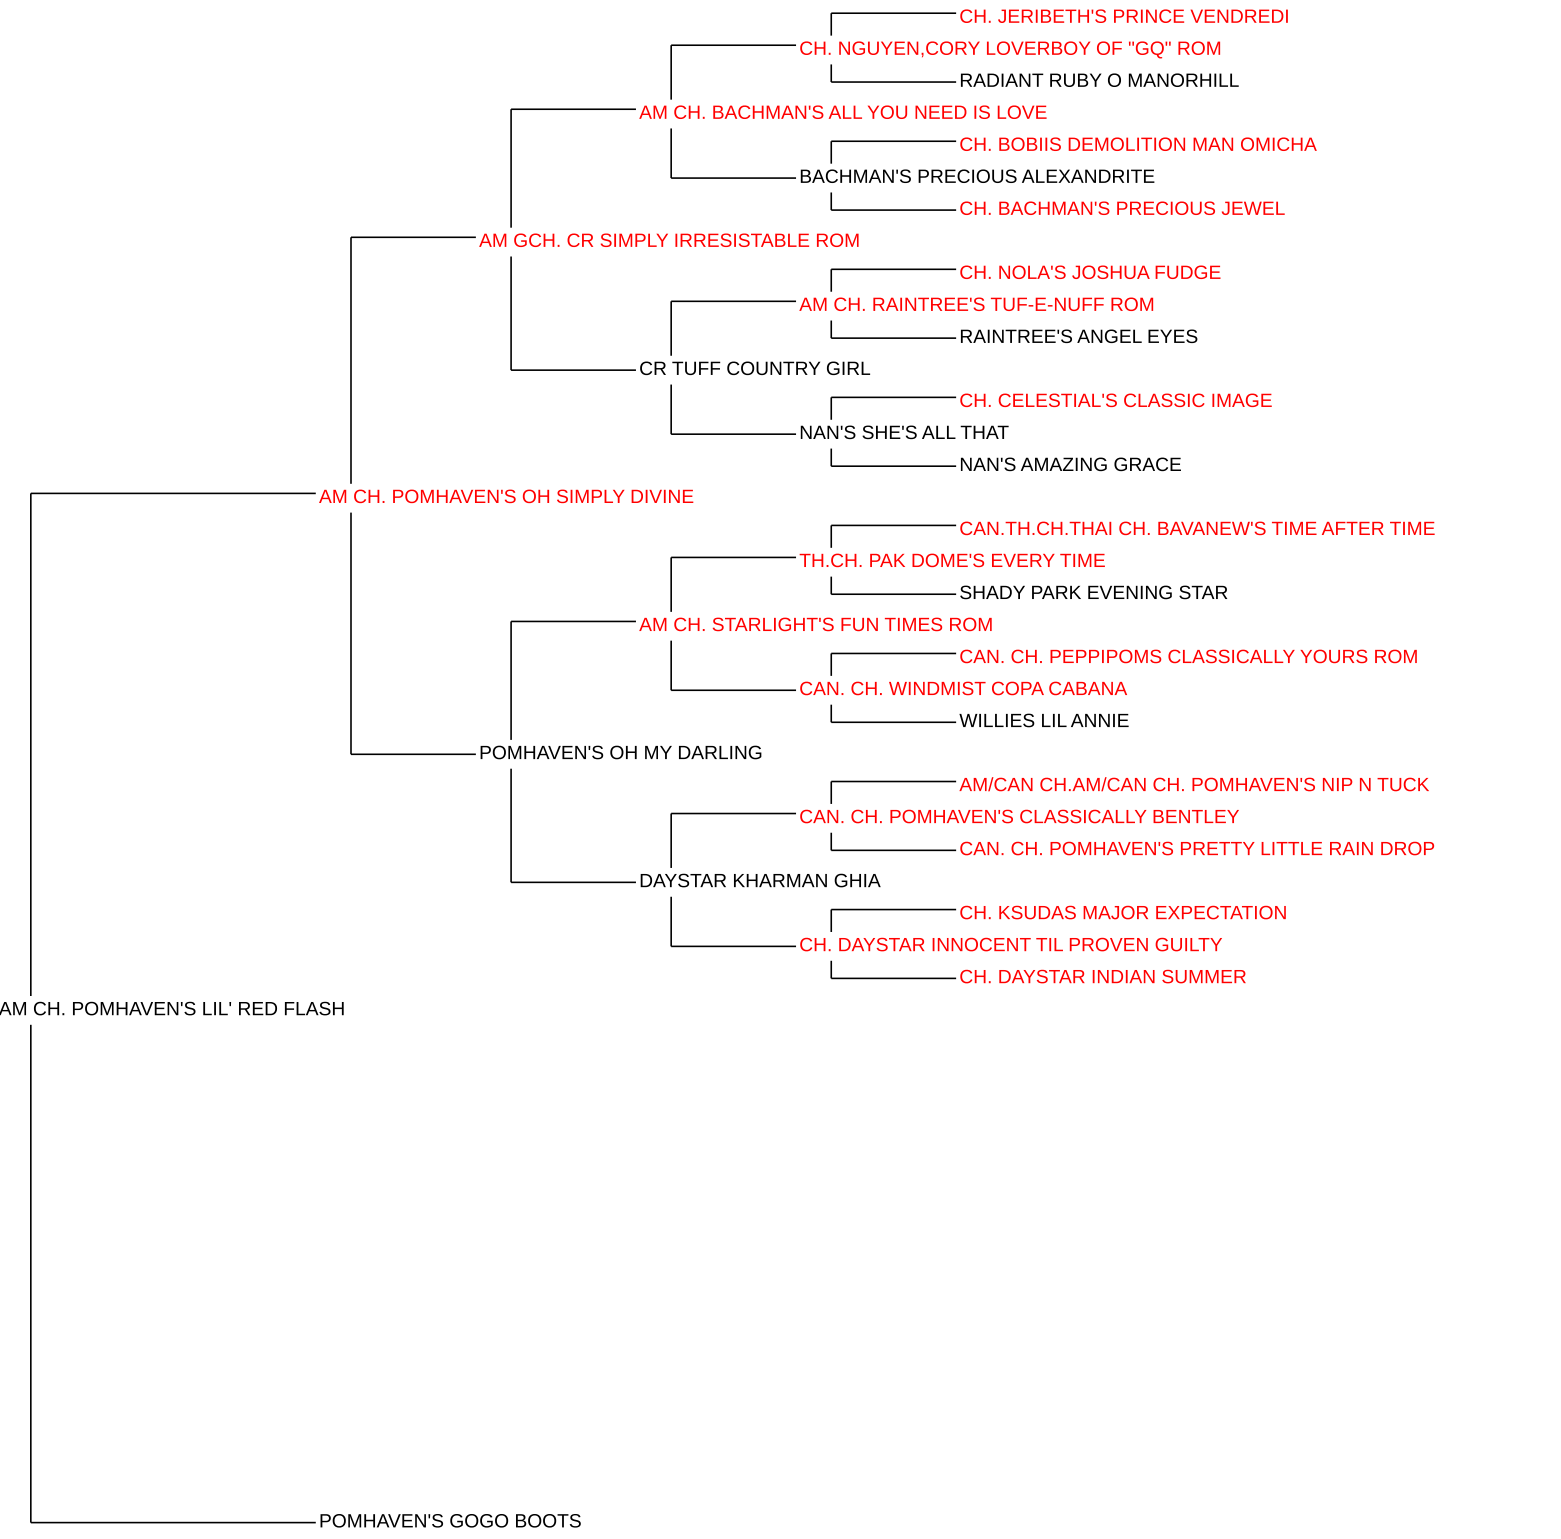 CH. JERIBETH'S PRINCE VENDREDI
CH. NGUYEN,CORY LOVERBOY OF "GQ" ROM
RADIANT RUBY O MANORHILL
AM CH. BACHMAN'S ALL YOU NEED IS LOVE
CH. BOBIIS DEMOLITION MAN OMICHA
BACHMAN'S PRECIOUS ALEXANDRITE
CH. BACHMAN'S PRECIOUS JEWEL
AM GCH. CR SIMPLY IRRESISTABLE ROM
CH. NOLA'S JOSHUA FUDGE
AM CH. RAINTREE'S TUF-E-NUFF ROM
RAINTREE'S ANGEL EYES
CR TUFF COUNTRY GIRL
CH. CELESTIAL'S CLASSIC IMAGE
NAN'S SHE'S ALL THAT
NAN'S AMAZING GRACE
AM CH. POMHAVEN'S OH SIMPLY DIVINE
CAN.TH.CH.THAI CH. BAVANEW'S TIME AFTER TIME
TH.CH. PAK DOME'S EVERY TIME
SHADY PARK EVENING STAR
AM CH. STARLIGHT'S FUN TIMES ROM
CAN. CH. PEPPIPOMS CLASSICALLY YOURS ROM
CAN. CH. WINDMIST COPA CABANA
WILLIES LIL ANNIE
POMHAVEN'S OH MY DARLING
AM/CAN CH.AM/CAN CH. POMHAVEN'S NIP N TUCK
CAN. CH. POMHAVEN'S CLASSICALLY BENTLEY
CAN. CH. POMHAVEN'S PRETTY LITTLE RAIN DROP
DAYSTAR KHARMAN GHIA
CH. KSUDAS MAJOR EXPECTATION
CH. DAYSTAR INNOCENT TIL PROVEN GUILTY
CH. DAYSTAR INDIAN SUMMER
AM CH. POMHAVEN'S LIL' RED FLASH
POMHAVEN'S GOGO BOOTS